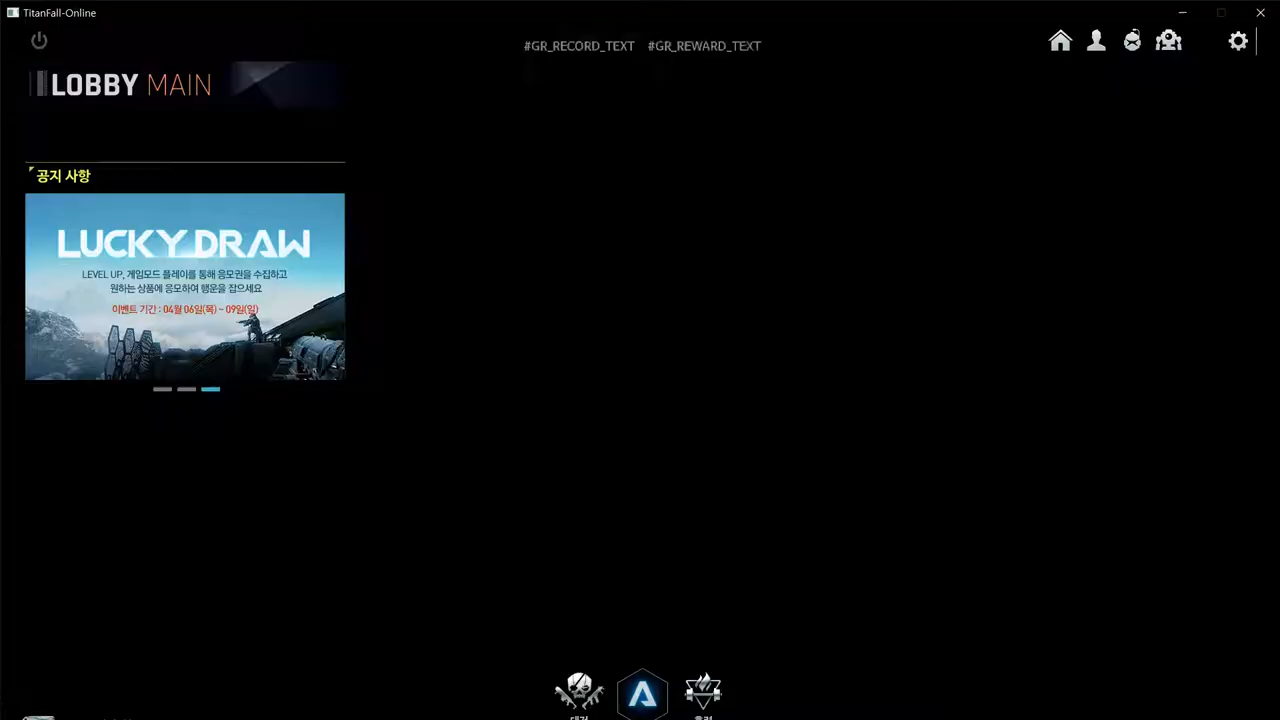 TitanFall-Online
#GR_RECORD_TEXT #GR_REWARD_TEXT
LOBBY MAIN
공지 사항
LUCKY DRAW
LEVEL UP, 게임모드 플레이를 통해 응모권을 수집하고
원하는 상품에 응모하여 행운을 잡으세요
이벤트 기간 : 04월 06일(목) ~ 09일(일)